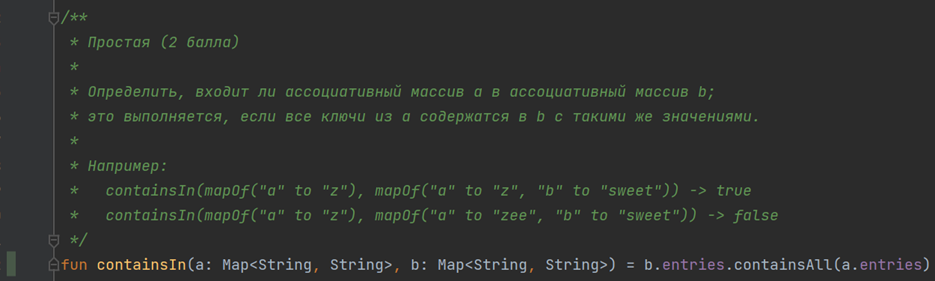 /**
* Простая (2 балла)
*
* Определить, входит ли ассоциативный массив a в ассоциативный массив b;
* это выполняется, если все ключи из a содержатся в b с такими же значениями.
*
* Например:
*   containsIn(mapOf("a" to "z"), mapOf("a" to "z", "b" to "sweet")) -> true
*   containsIn(mapOf("a" to "z"), mapOf("a" to "zee", "b" to "sweet")) -> false
*/
fun containsIn(a: Map<String, String>, b: Map<String, String>) = b.entries.containsAll(a.entries)